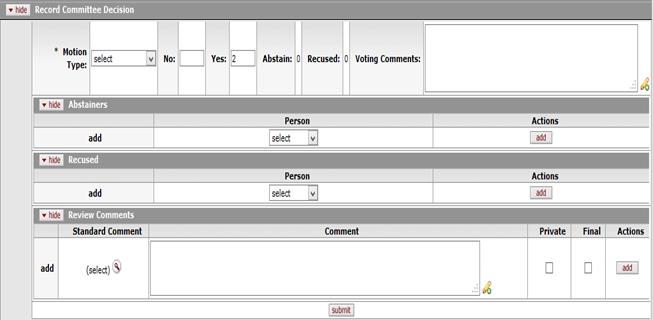 hide Record Committee Decision
* Motion Type: select No: Yes: 2 Abstain: 0 Recused: 0 Voting Comments:
hide Abstainers
Person Actions
add select add
hide Recused
Person Actions
add select add
hide Review Comments
Standard Comment Comment Private Final Actions
add (select) add
submit